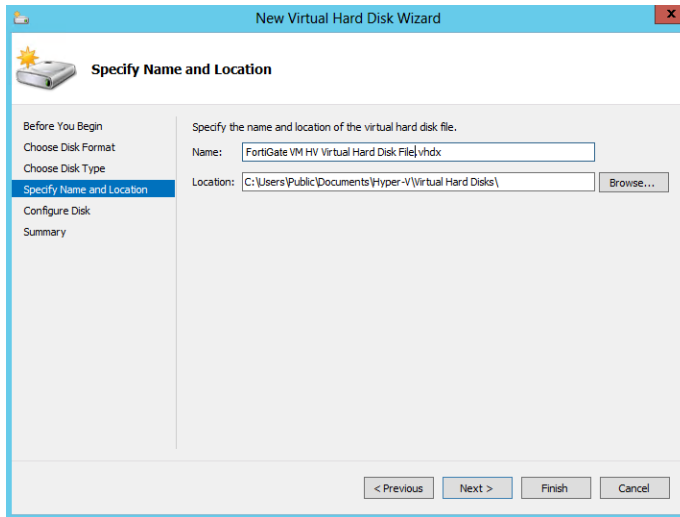 New Virtual Hard Disk Wizard
x
Specify Name and Location
Before You Begin
Choose Disk Format
Choose Disk Type
Specify Name and Location
Configure Disk
Summary
Specify the name and location of the virtual hard disk file.
Name: FortiGate VM HV Virtual Hard Disk File.vhdx
Location: C:\Users\Public\Documents\Hyper-V\Virtual Hard Disks\ Browse...
< Previous Next > Finish Cancel